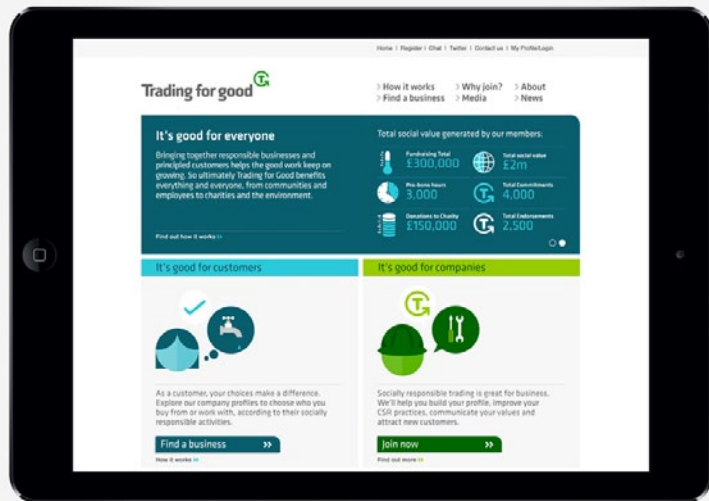 Home | Register | Chat | Twitter | Contact us | My Profile/Login
Trading for good
> How it works > Why join? > About
> Find a business > Media > News
It's good for everyone
Bringing together responsible businesses and
principled customers helps the good work keep on
growing. So ultimately Trading for Good benefits
everything and everyone, from communities and
employees to charities and the environment.
Find out how it works »
Total social value generated by our members:
Fundraising Total
£300,000
Total social value
£2m
Pro-bono hours
3,000
Total Commitments
4,000
Donations to Charity
£150,000
Total Endorsements
2,500
It's good for customers
As a customer, your choices make a difference.
Explore our company profiles to choose who you
buy from or work with, according to their socially
responsible activities.
Find a business »
How it works »
It's good for companies
Socially responsible trading is great for business.
We'll help you build your profile, improve your
CSR practices, communicate your values and
attract new customers.
Join now »
Find out more »